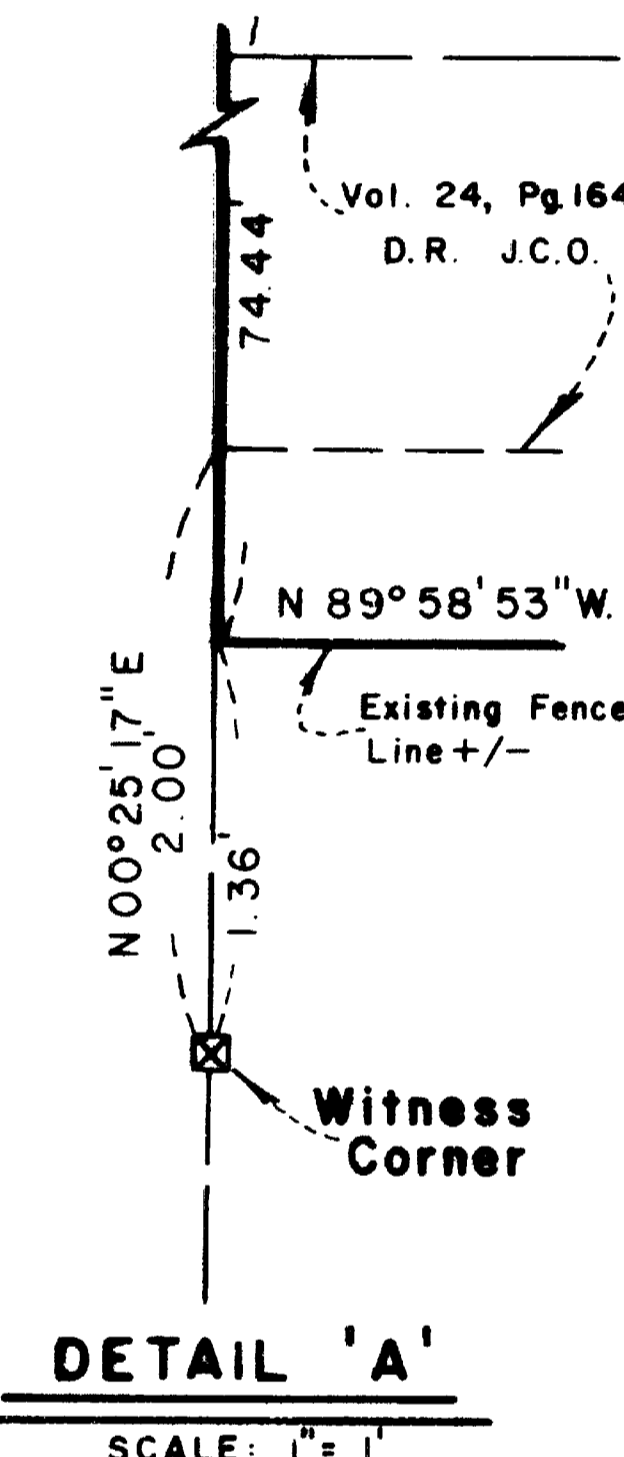 Vol. 24, Pg.164
D.R. J.C.O.
74.44'
N 89°58'53"W.
Existing Fence
Line +/-
N00°25'17"E
2.00'
1.36'
Witness
Corner
DETAIL 'A'
SCALE: 1"= 1'